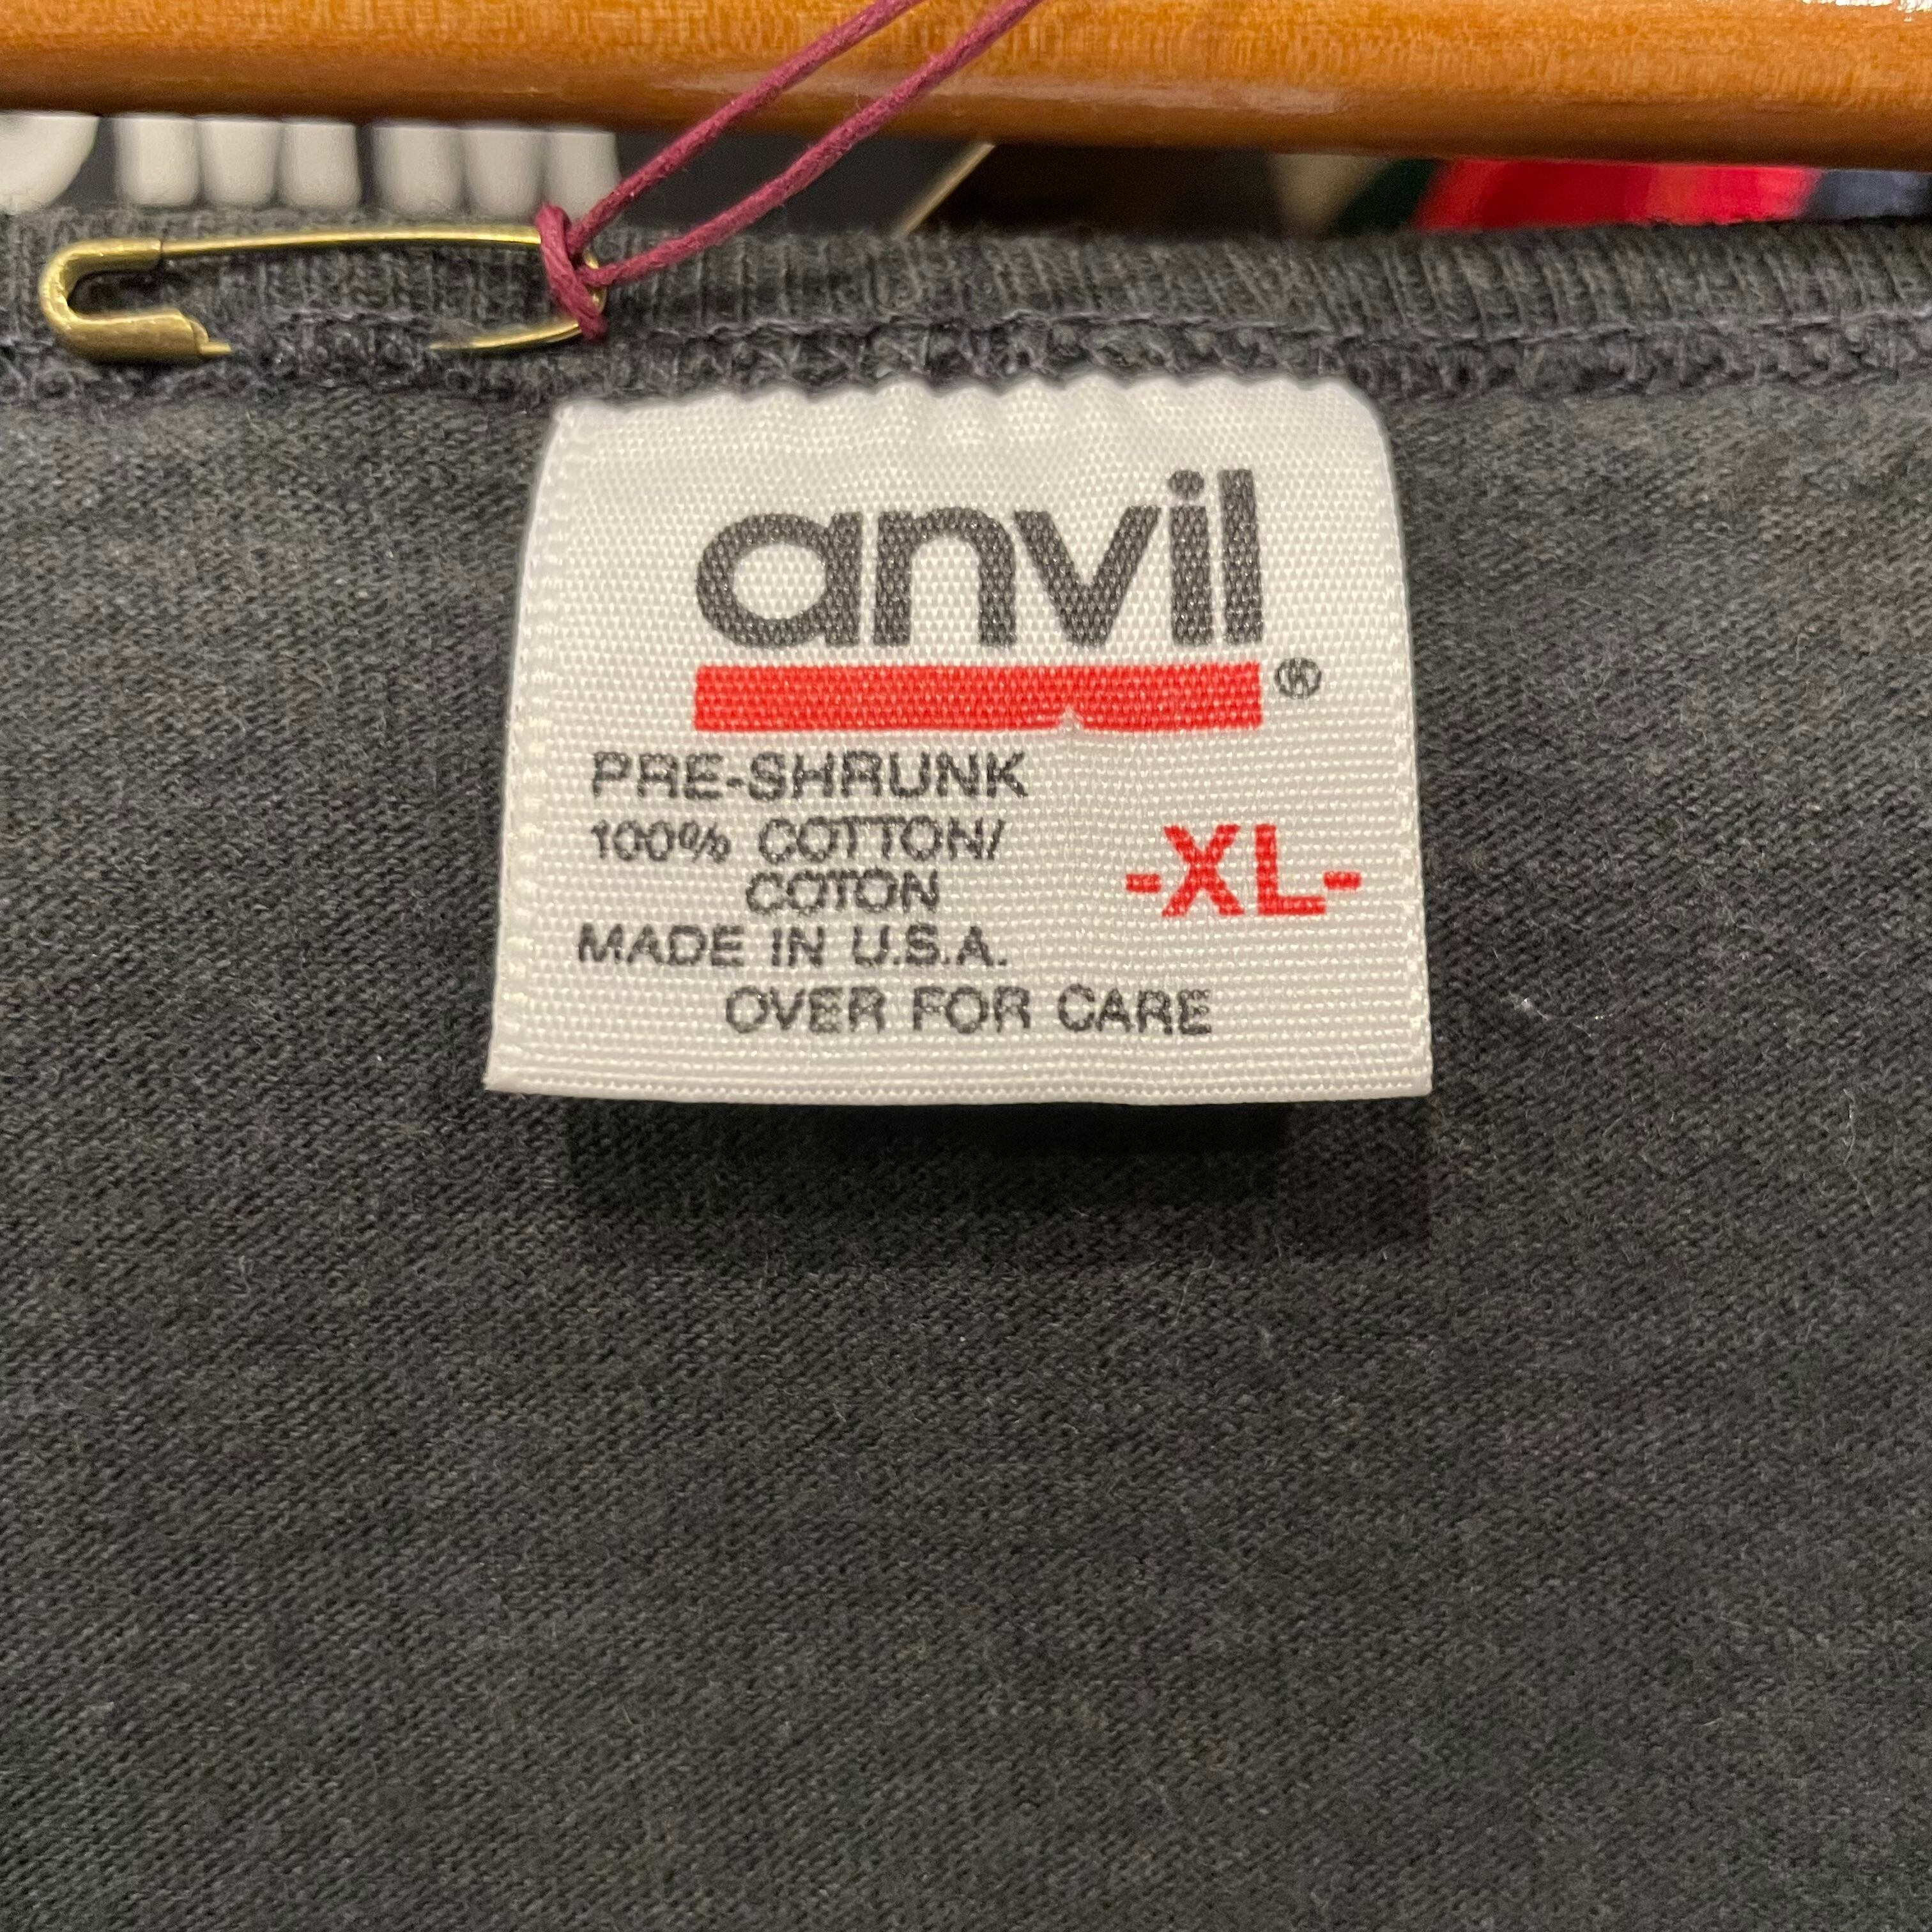 anvil®
PRE-SHRUNK
100% COTTON/
COTON
-XL-
MADE IN U.S.A.
OVER FOR CARE